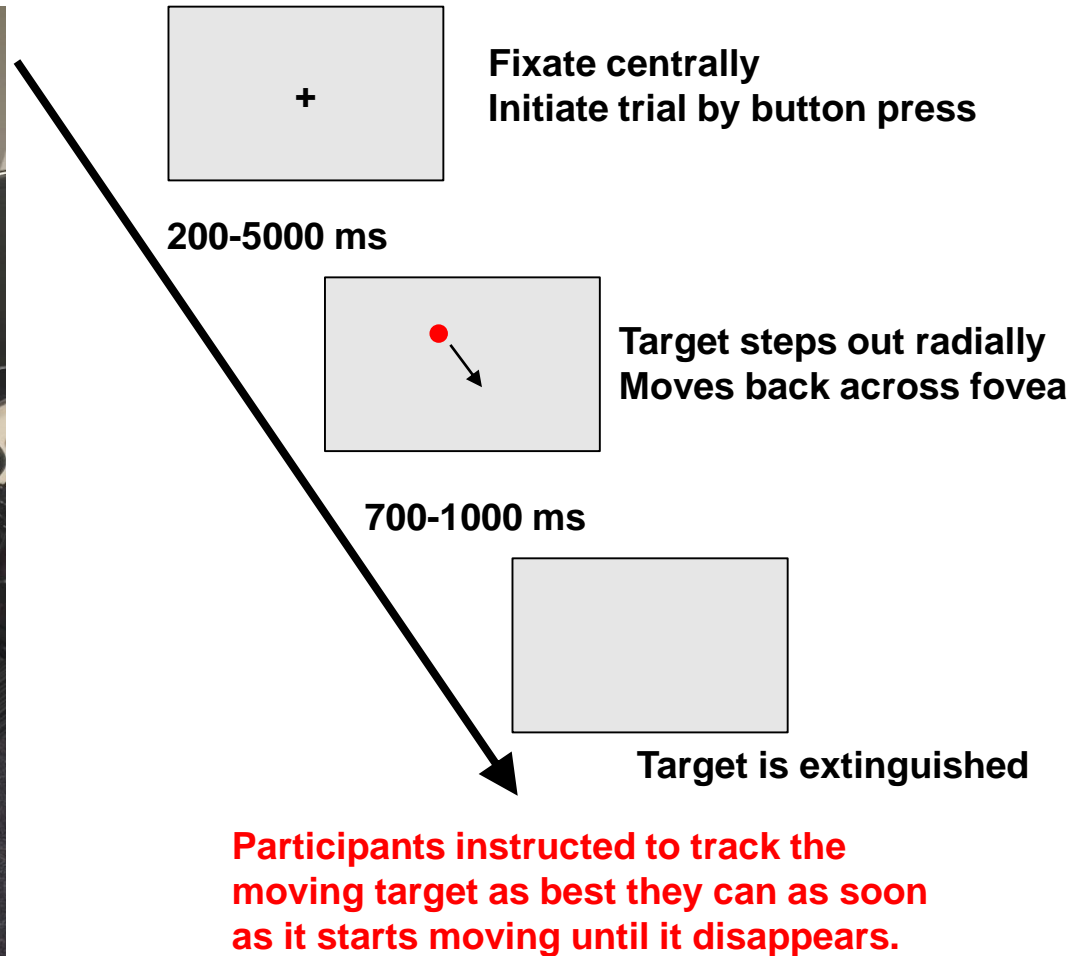 +
Fixate centrally
Initiate trial by button press
200-5000 ms
Target steps out radially
Moves back across fovea
700-1000 ms
Target is extinguished
Participants instructed to track the
moving target as best they can as soon
as it starts moving until it disappears.